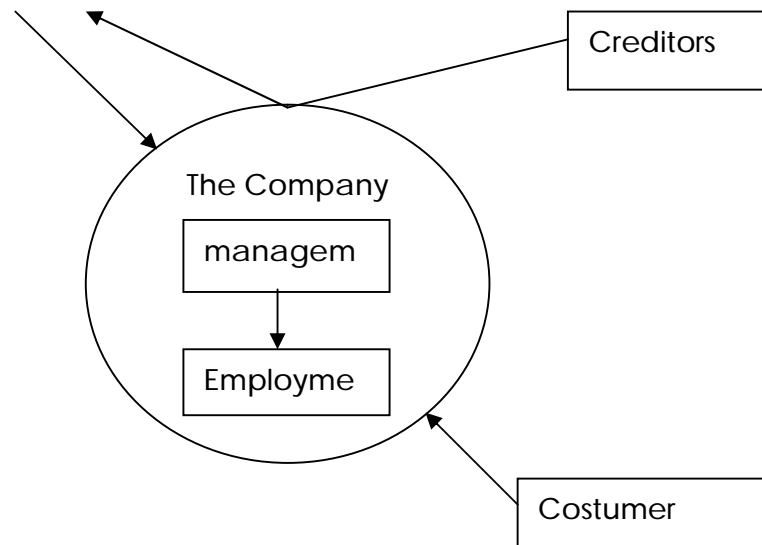 Creditors
The Company
managem
Employme
Costumer